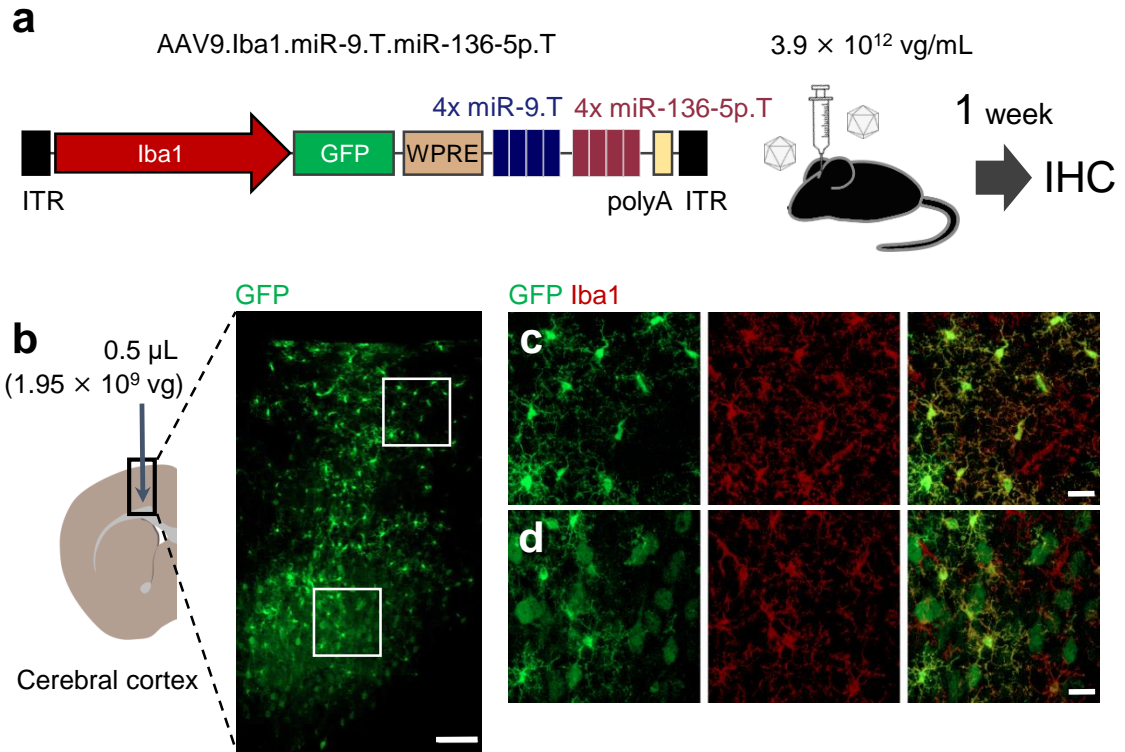 a
AAV9.Iba1.miR-9.T.miR-136-5p.T
3.9 × 10¹² vg/mL
4x miR-9.T
4x miR-136-5p.T
1 week
Iba1
GFP
WPRE
IHC
ITR
polyA
ITR
GFP
GFP Iba1
b
0.5 µL
(1.95 × 10⁹ vg)
c
d
Cerebral cortex